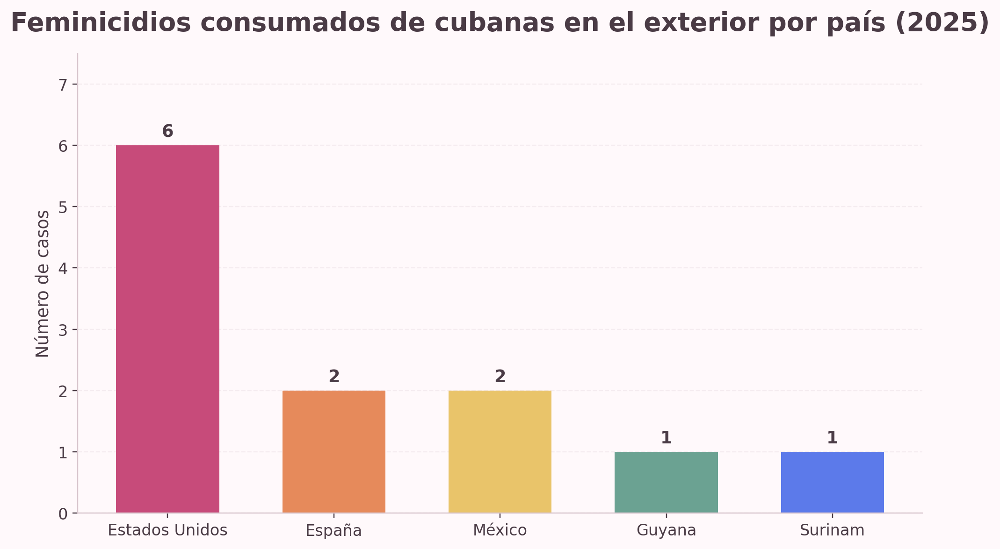 Feminicidios consumados de cubanas en el exterior por país (2025)
Número de casos
7
6
5
4
3
2
1
0
6
2
2
1
1
Estados Unidos
España
México
Guyana
Surinam